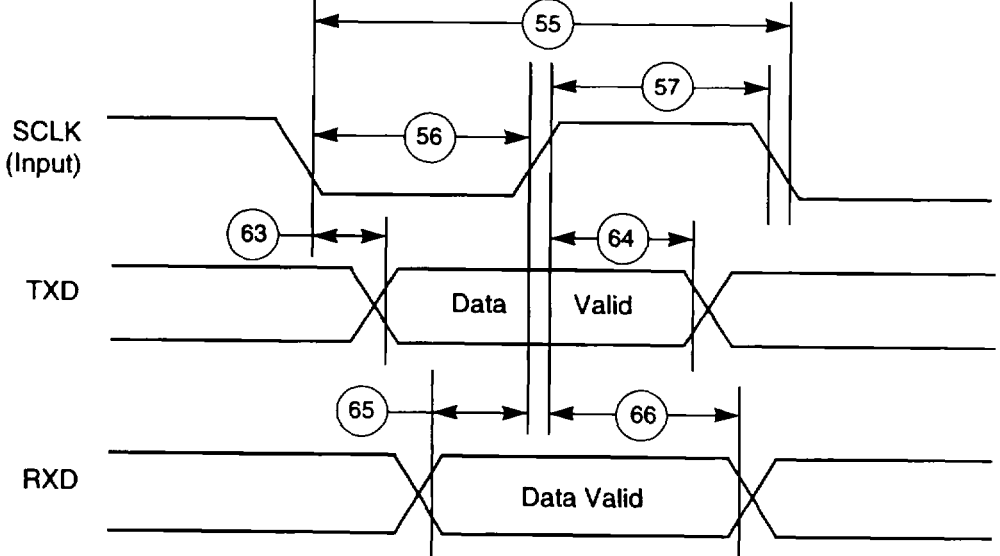 55
57
SCLK
(Input)
56
63
64
TXD
Data Valid
65
66
RXD
Data Valid